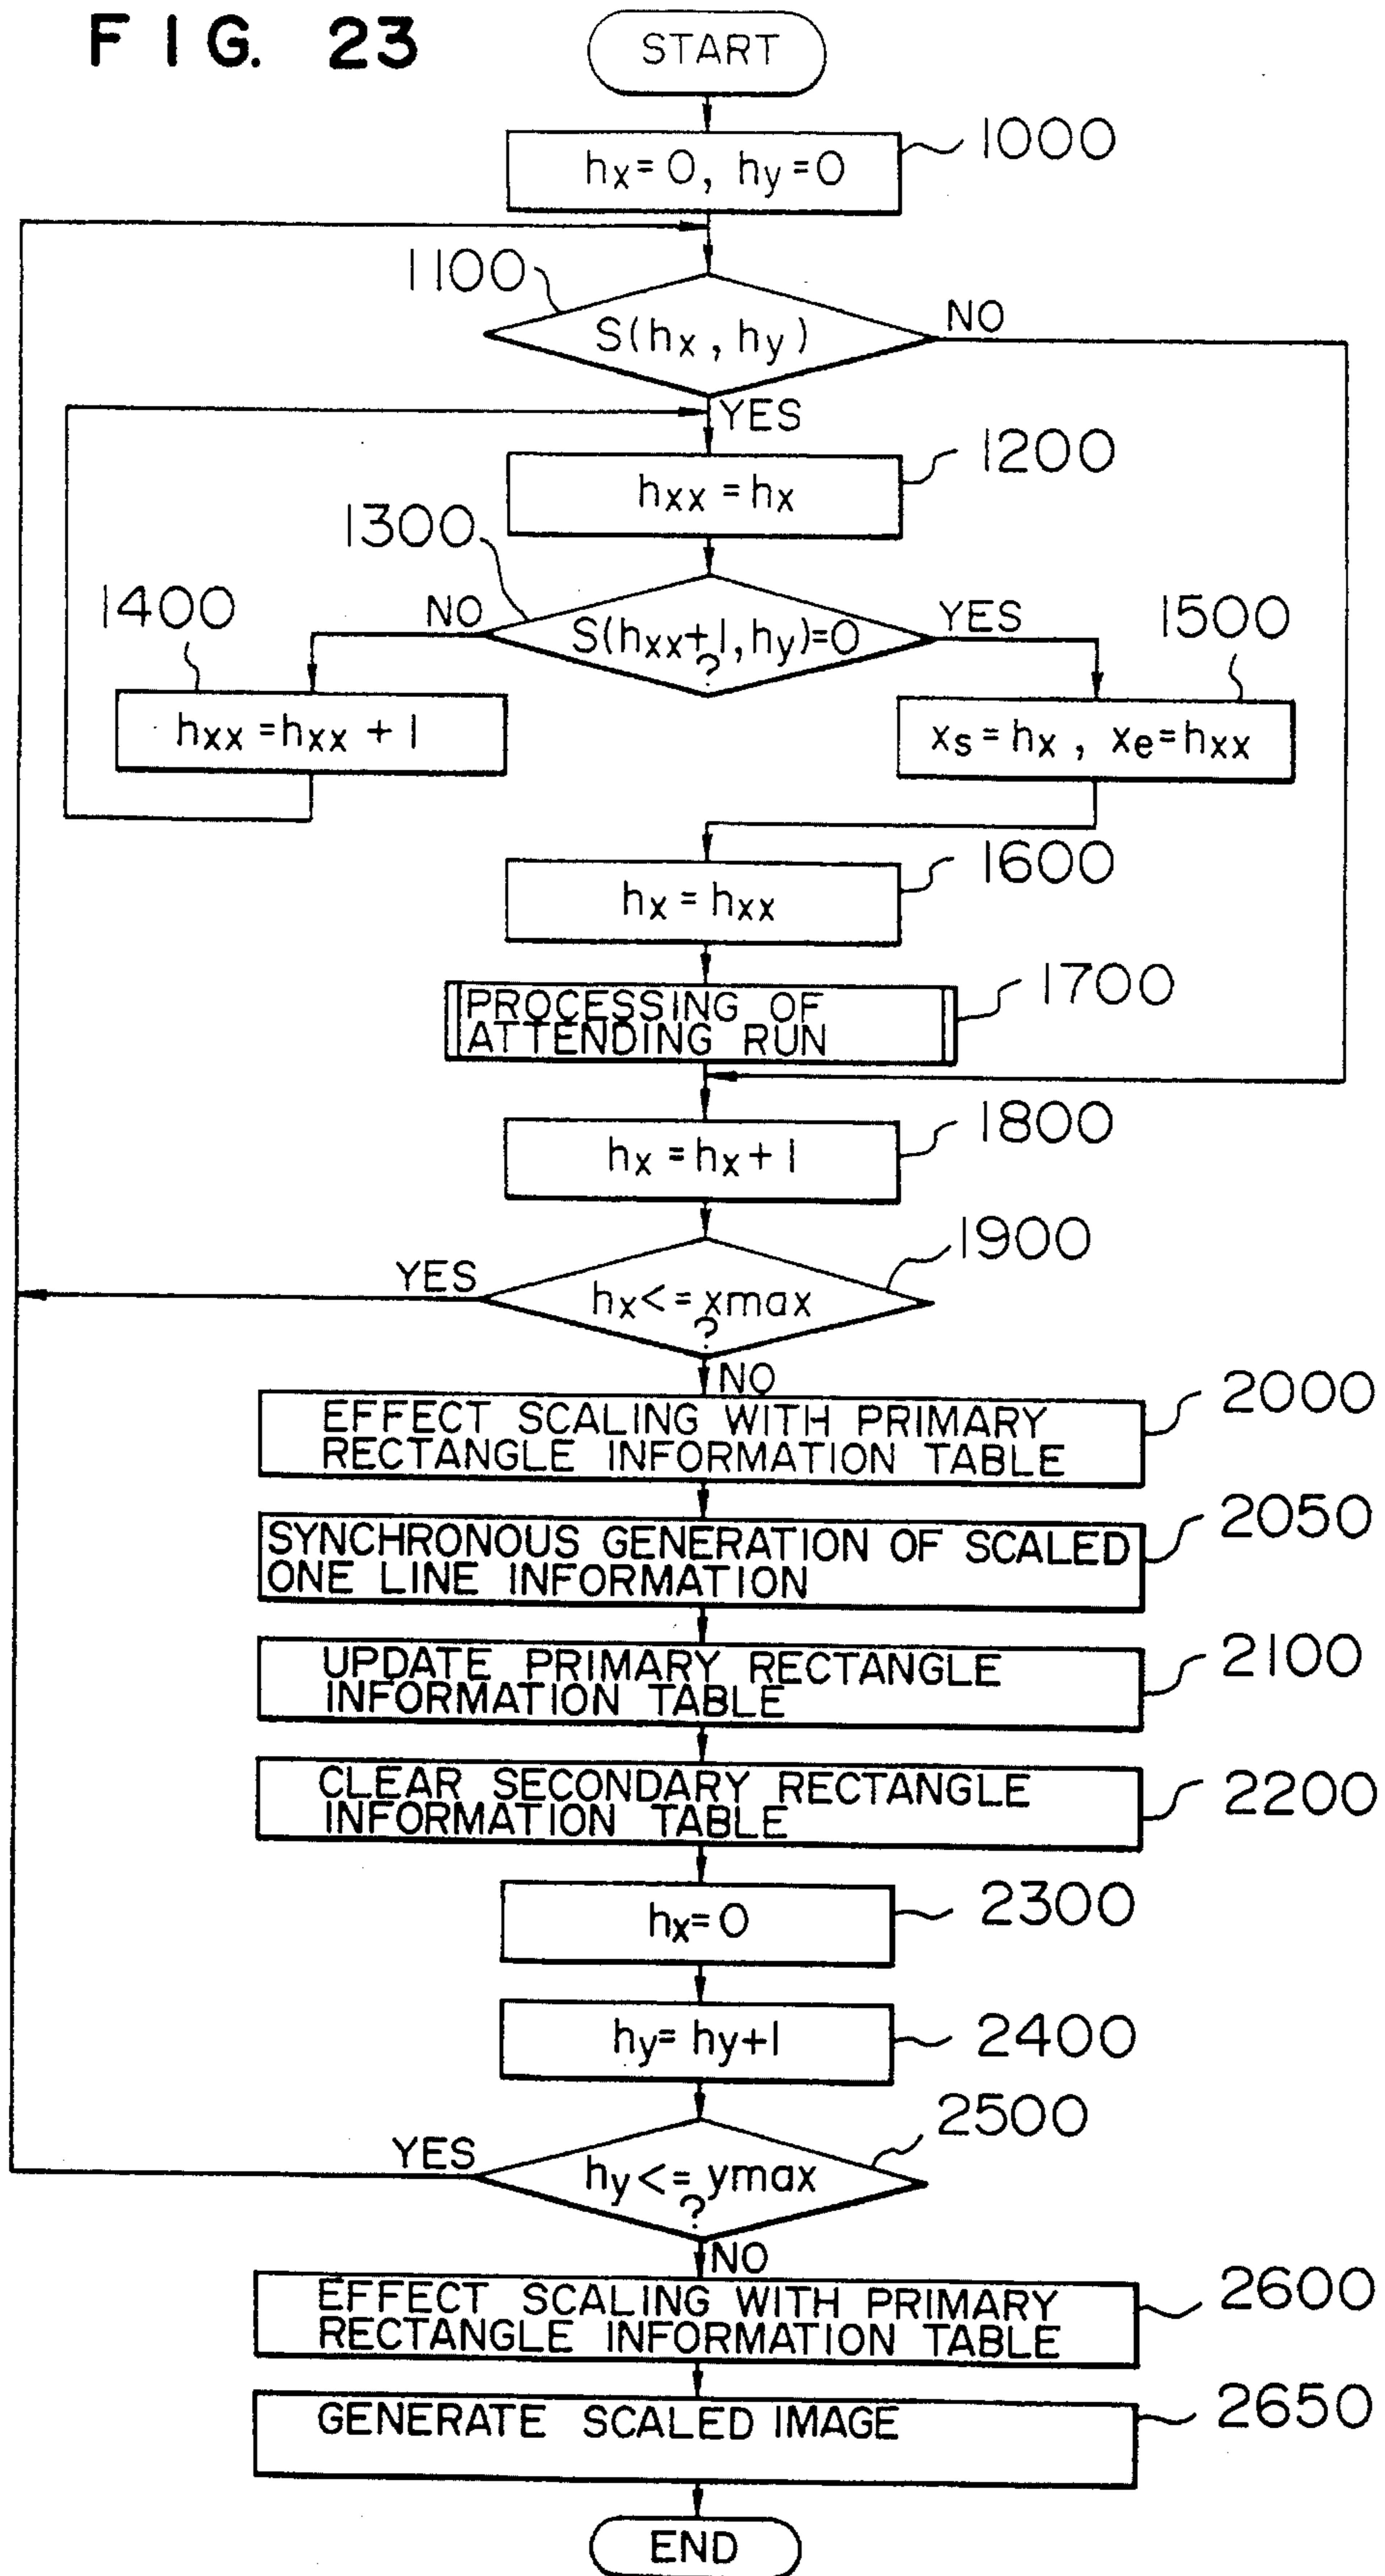 FIG. 23
START
hx=0, hy=0
1000
1100
S(hx, hy)
NO
YES
1200
hxx=hx
1300
1400
NO
S(hxx+1, hy)=0
?
YES
1500
hxx=hxx+1
xs=hx, xe=hxx
1600
hx=hxx
PROCESSING OF
ATTENDING RUN
1700
1800
hx=hx+1
1900
YES
hx<=xmax
?
NO
2000
EFFECT SCALING WITH PRIMARY
RECTANGLE INFORMATION TABLE
2050
SYNCHRONOUS GENERATION OF SCALED
ONE LINE INFORMATION
2100
UPDATE PRIMARY RECTANGLE
INFORMATION TABLE
2200
CLEAR SECONDARY RECTANGLE
INFORMATION TABLE
2300
hx=0
2400
hy=hy+1
2500
YES
hy<=ymax
?
NO
2600
EFFECT SCALING WITH PRIMARY
RECTANGLE INFORMATION TABLE
2650
GENERATE SCALED IMAGE
END